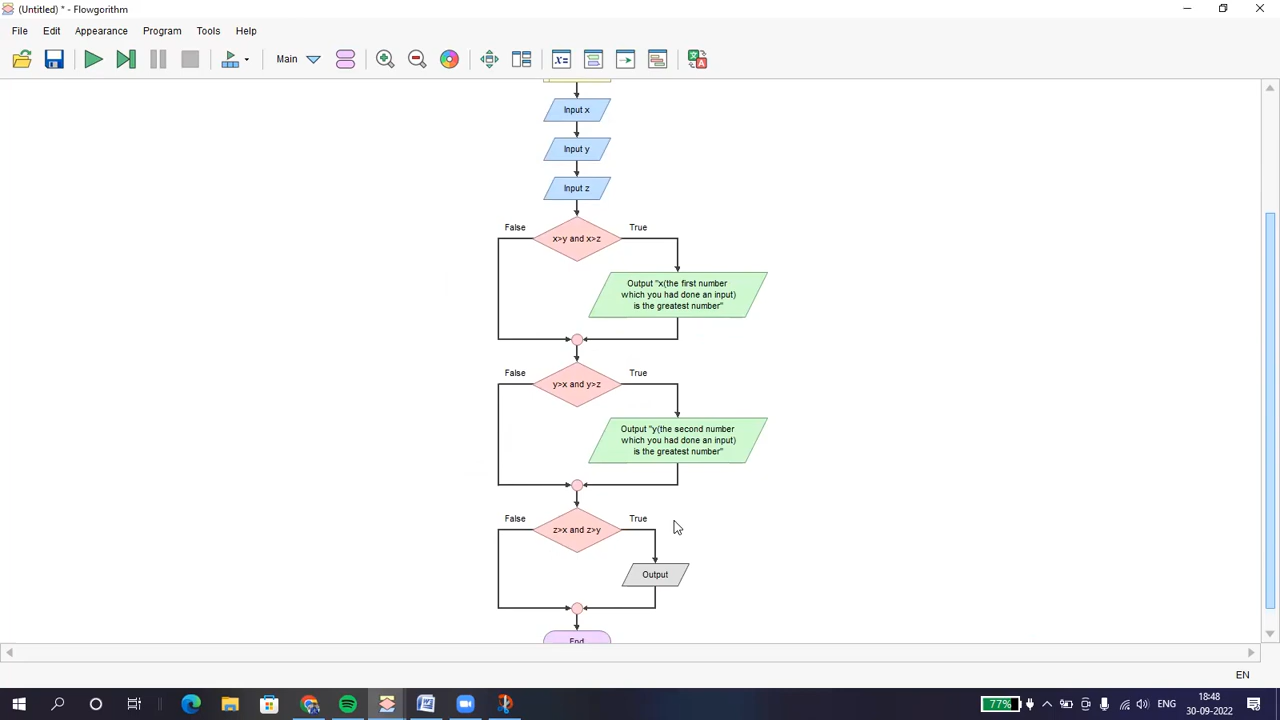 (Untitled) * - Flowgorithm
File Edit Appearance Program Tools Help
Main
Input x
Input y
Input z
False True
x>y and x>z
Output "x(the first number
which you had done an input)
is the greatest number"
False True
y>x and y>z
Output "y(the second number
which you had done an input)
is the greatest number"
False True
z>x and z>y
Output
End
EN
77% ENG 18:48
30-09-2022